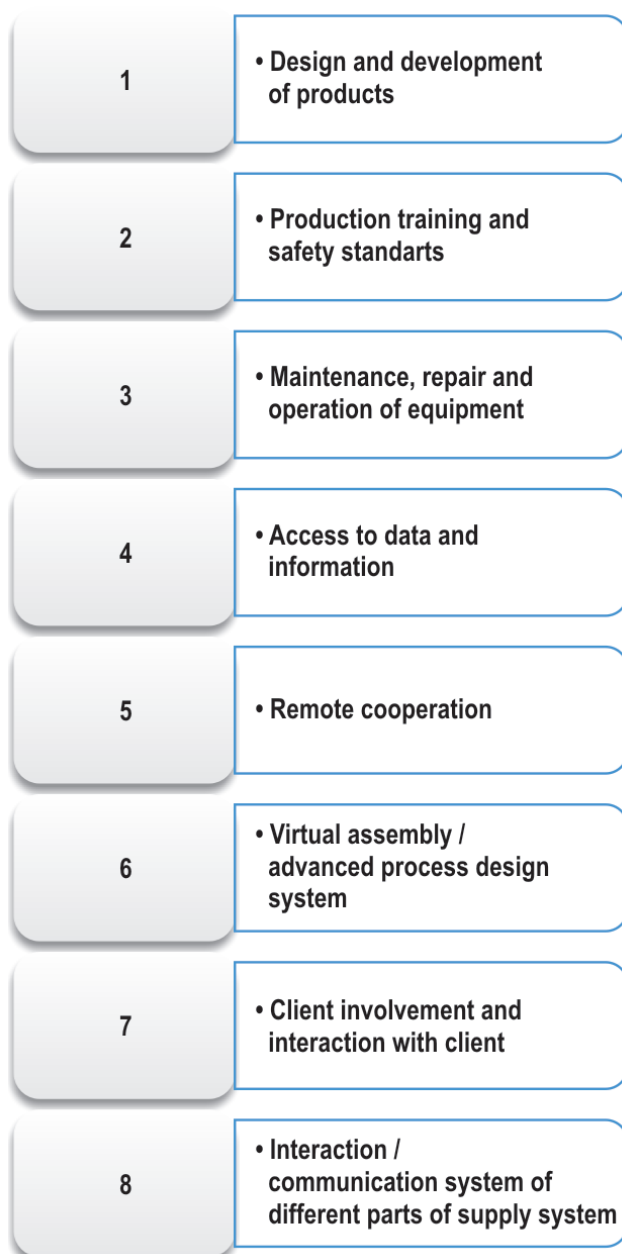 1
• Design and development
of products
2
• Production training and
safety standarts
3
• Maintenance, repair and
operation of equipment
4
• Access to data and
information
5
• Remote cooperation
6
• Virtual assembly /
advanced process design
system
7
• Client involvement and
interaction with client
8
• Interaction /
communication system of
different parts of supply system